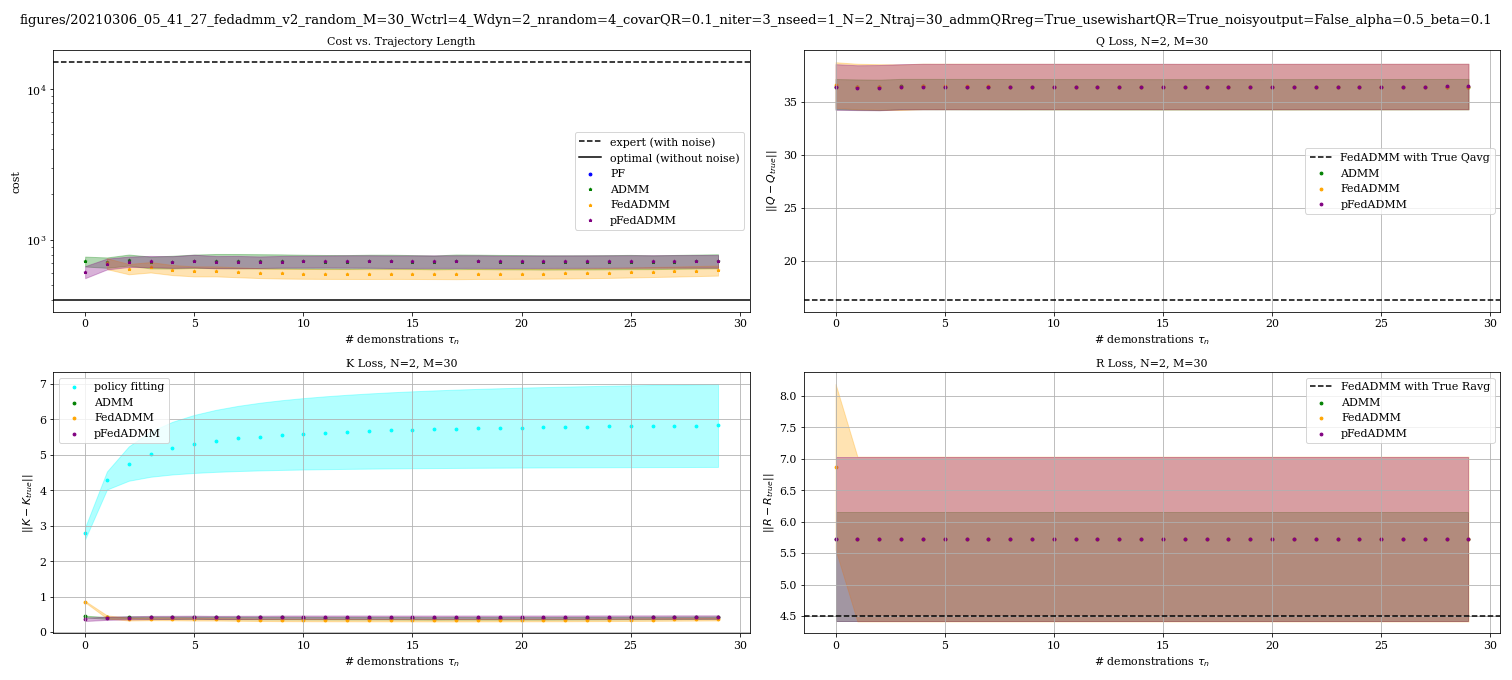 figures/20210306_05_41_27_fedadmm_v2_random_M=30_Wctrl=4_Wdyn=2_nrandom=4_covarQR=0.1_niter=3_nseed=1_N=2_Ntraj=30_admmQRreg=True_usewishartQR=True_noisyoutput=False_alpha=0.5_beta=0.1
Cost vs. Trajectory Length
10⁴
10³
cost
expert (with noise)
optimal (without noise)
PF
ADMM
FedADMM
pFedADMM
0 5 10 15 20 25 30
# demonstrations τₙ
Q Loss, N=2, M=30
35
30
25
20
||Q − Q_true||
FedADMM with True Qavg
ADMM
FedADMM
pFedADMM
0 5 10 15 20 25 30
# demonstrations τₙ
K Loss, N=2, M=30
7
6
5
4
3
2
1
0
||K − K_true||
policy fitting
ADMM
FedADMM
pFedADMM
0 5 10 15 20 25 30
# demonstrations τₙ
R Loss, N=2, M=30
8.0
7.5
7.0
6.5
6.0
5.5
5.0
4.5
||R − R_true||
FedADMM with True Ravg
ADMM
FedADMM
pFedADMM
0 5 10 15 20 25 30
# demonstrations τₙ